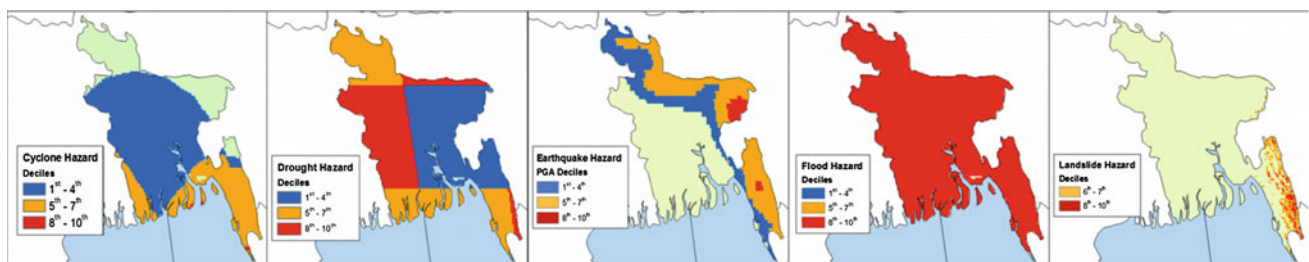 Cyclone Hazard
Deciles
1st - 4th
5th - 7th
8th - 10th
Drought Hazard
Deciles
1st - 4th
5th - 7th
8th - 10th
Earthquake Hazard
PGA Deciles
1st - 4th
5th - 7th
8th - 10th
Flood Hazard
Deciles
1st - 4th
5th - 7th
8th - 10th
Landslide Hazard
Deciles
6th - 7th
8th - 10th